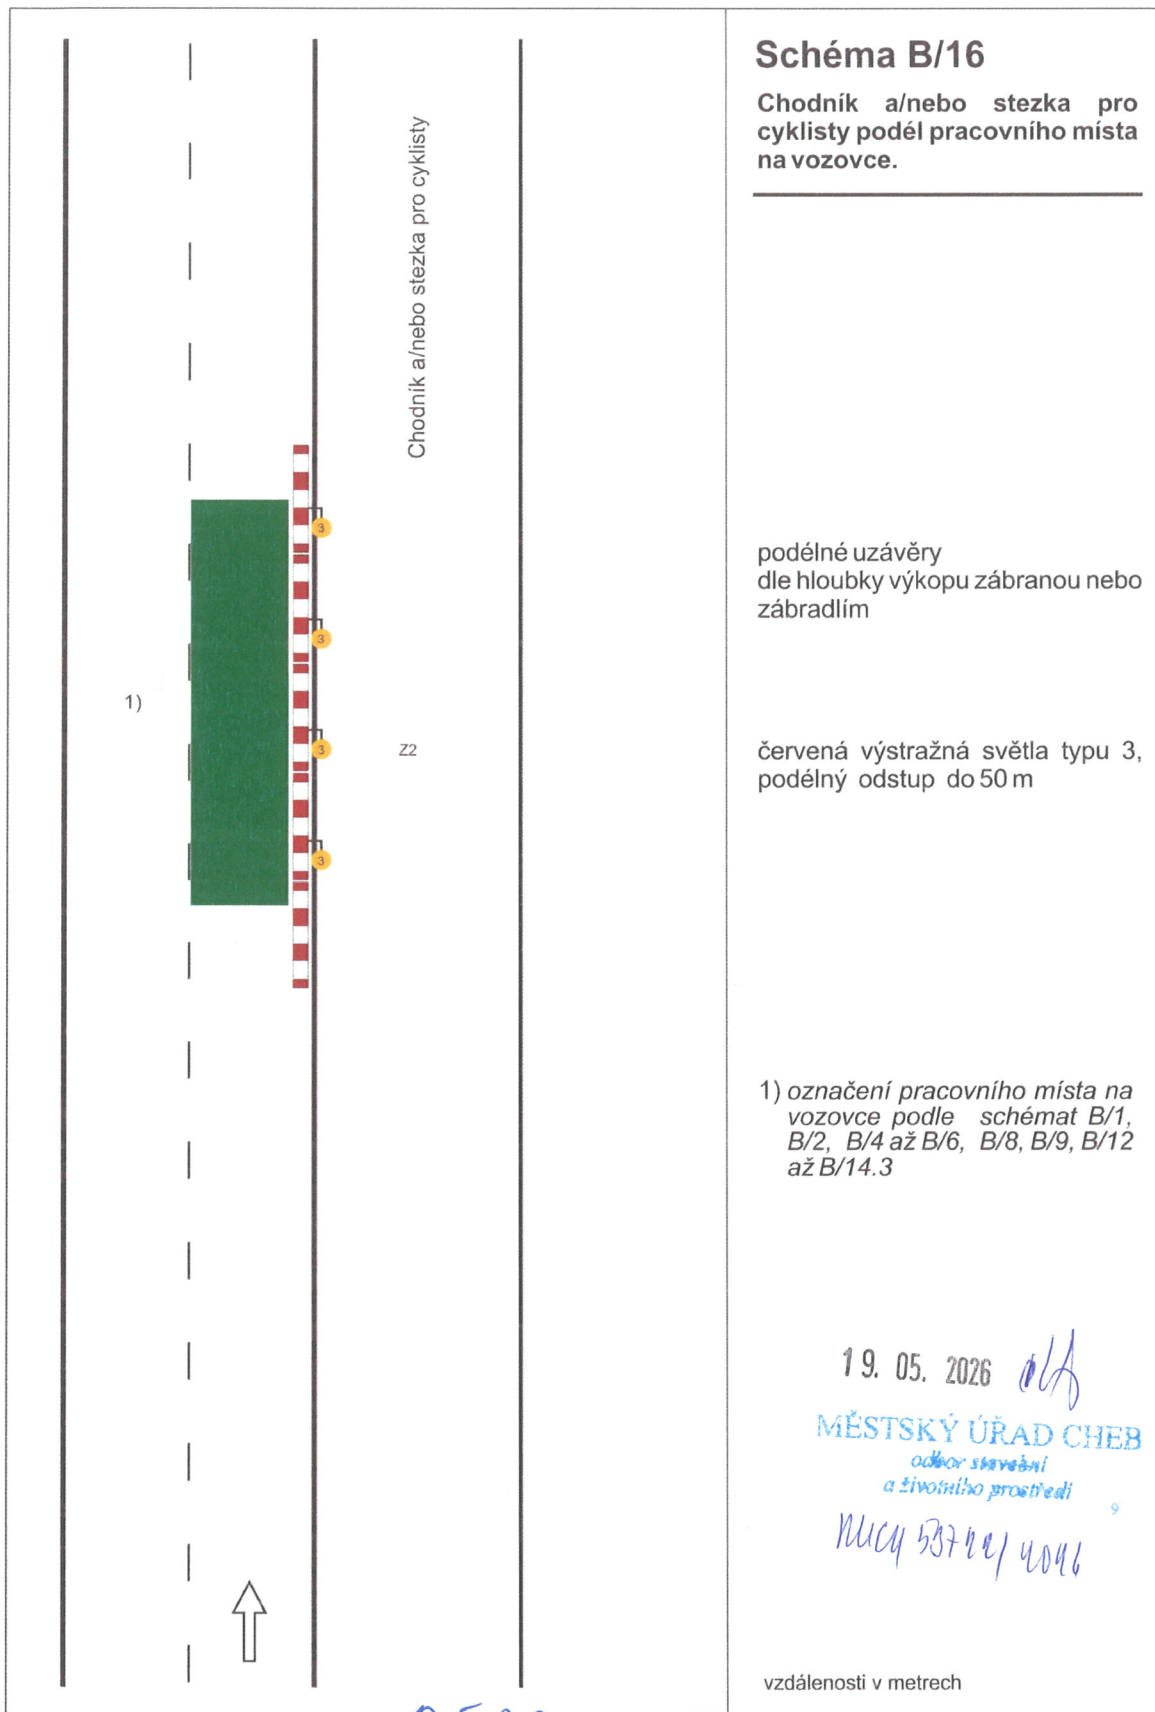 Schéma B/16
Chodník a/nebo stezka pro
cyklisty podél pracovního místa
na vozovce.
Chodník a/nebo stezka pro cyklisty
3
podélné uzávěry
dle hloubky výkopu zábranou nebo
zábradlím
3
1)
3
Z2
červená výstražná světla typu 3,
podélný odstup do 50 m
3
1) označení pracovního místa na
vozovce podle schémat B/1,
B/2, B/4 až B/6, B/8, B/9, B/12
až B/14.3
19. 05. 2026
MĚSTSKÝ ÚŘAD CHEB
odbor stavební
a životního prostředí
9
vzdálenosti v metrech